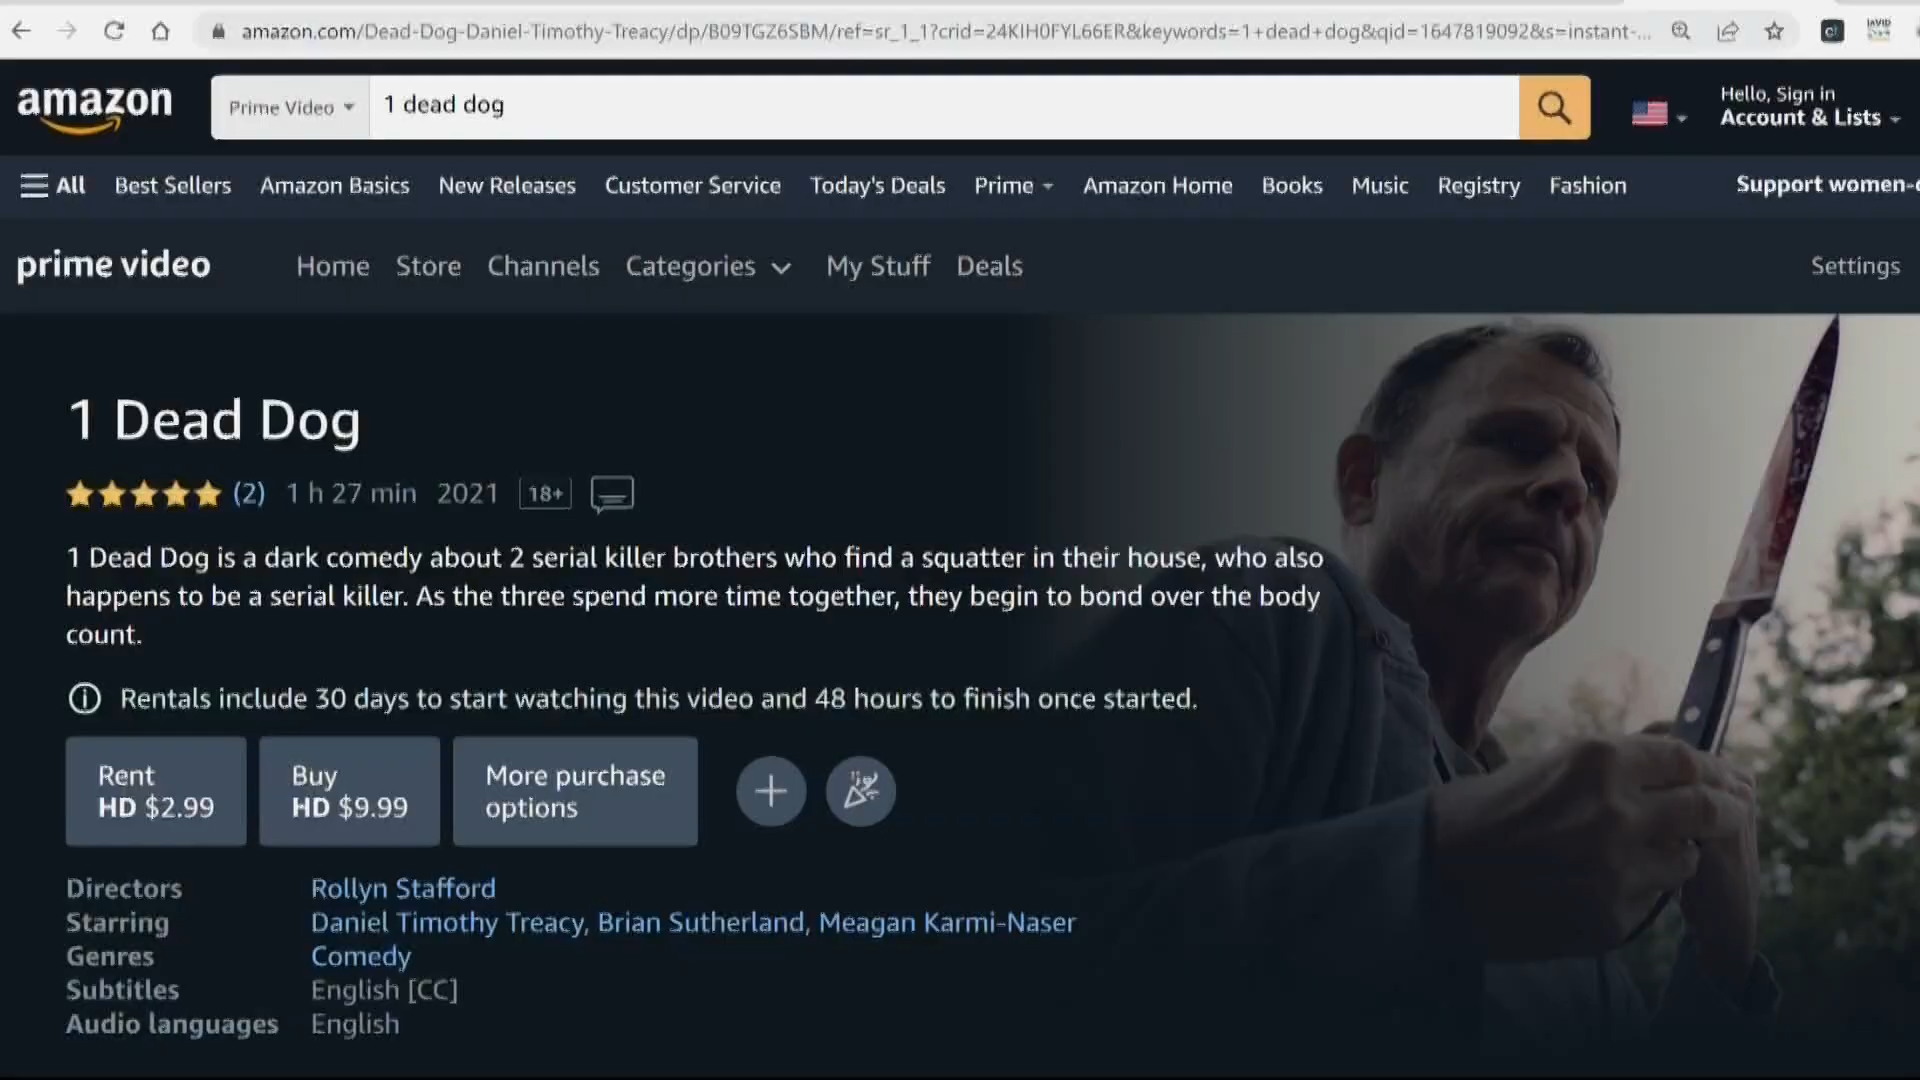 amazon.com/Dead-Dog-Daniel-Timothy-Treacy/dp/B09TGZ6SBM/ref=sr_1_1?crid=24KIH0FYL66ER&keywords=1+dead+dog&qid=1647819092&s=instant-...
amazon
Prime Video
1 dead dog
Hello, Sign in
Account & Lists
All
Best Sellers
Amazon Basics
New Releases
Customer Service
Today's Deals
Prime
Amazon Home
Books
Music
Registry
Fashion
Support women-
prime video
Home
Store
Channels
Categories
My Stuff
Deals
Settings
1 Dead Dog
(2) 1 h 27 min 2021 18+
1 Dead Dog is a dark comedy about 2 serial killer brothers who find a squatter in their house, who also
happens to be a serial killer. As the three spend more time together, they begin to bond over the body
count.
Rentals include 30 days to start watching this video and 48 hours to finish once started.
Rent
HD $2.99
Buy
HD $9.99
More purchase
options
Directors Rollyn Stafford
Starring Daniel Timothy Treacy, Brian Sutherland, Meagan Karmi-Naser
Genres Comedy
Subtitles English [CC]
Audio languages English